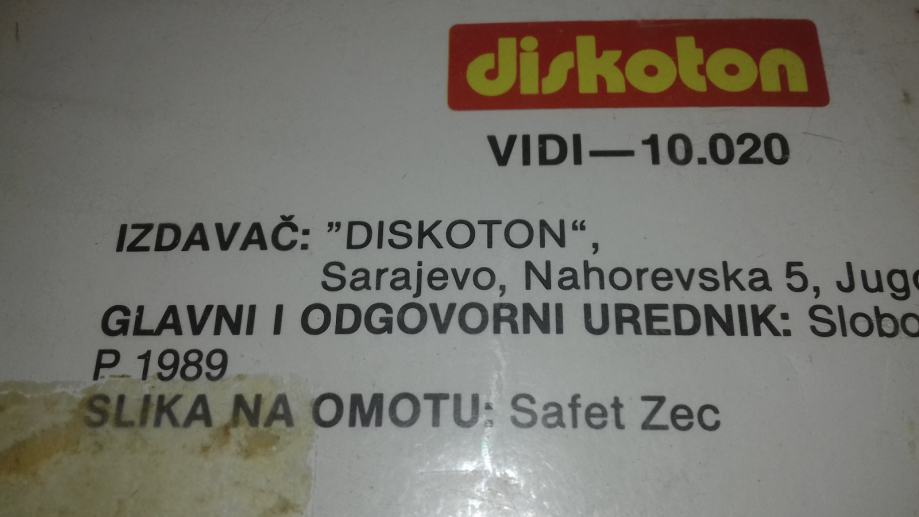 diskoton
VIDI—10.020
IZDAVAČ: ”DISKOTON“,
Sarajevo, Nahorevska 5,
GLAVNI I ODGOVORNI UREDNIK:
P 1989
SLIKA NA OMOTU: Safet Zec